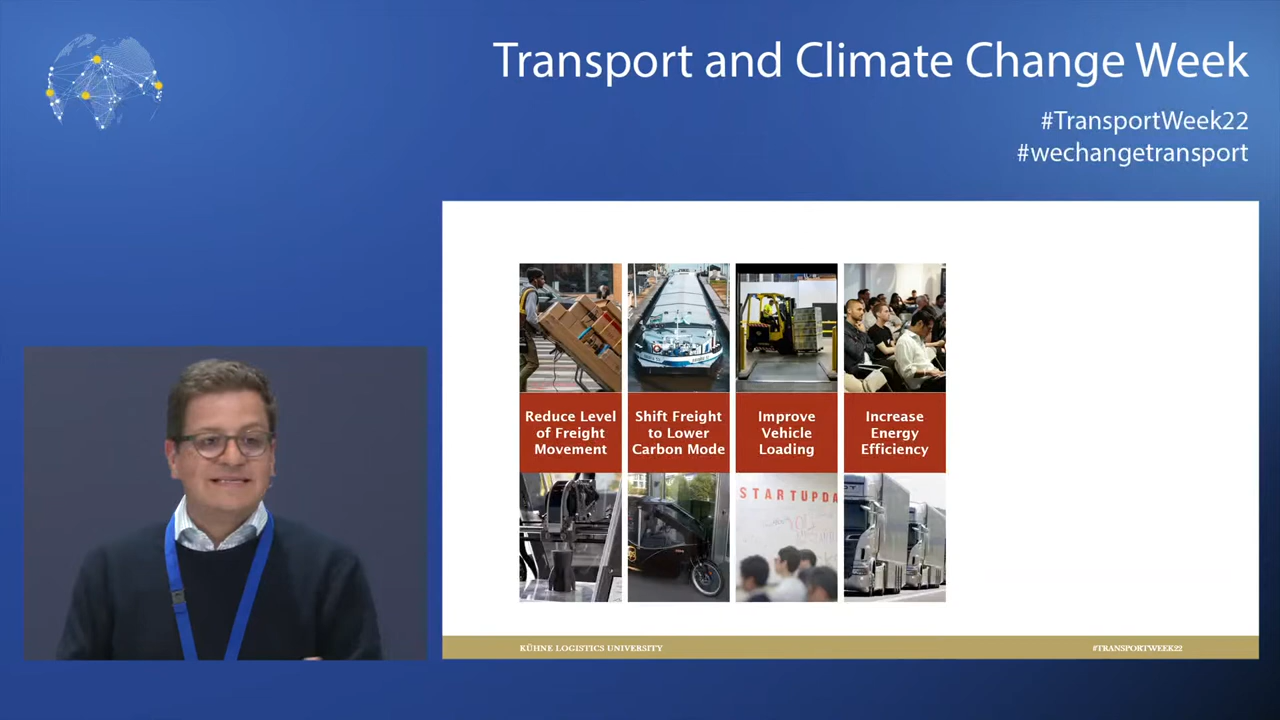 Transport and Climate Change Week
#TransportWeek22
#wechangetransport
Reduce Level
of Freight
Movement
Shift Freight
to Lower
Carbon Mode
Improve
Vehicle
Loading
Increase
Energy
Efficiency
STARTUPDA
KÜHNE LOGISTICS UNIVERSITY
#TRANSPORTWEEK22